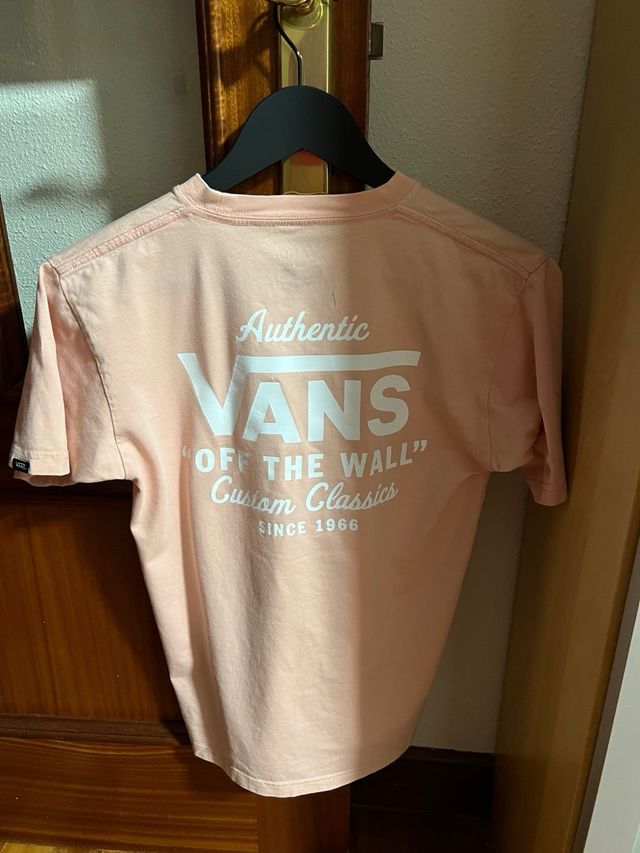 Authentic
VANS
"OFF THE WALL"
Custom Classics
SINCE 1966